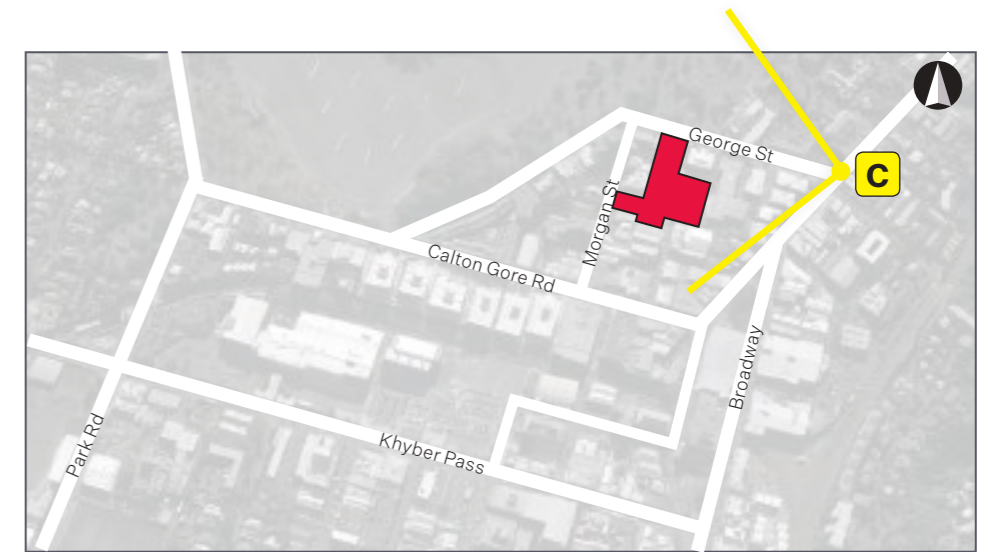 George St
C
Morgan St
Calton Gore Rd
Broadway
Khyber Pass
Park Rd